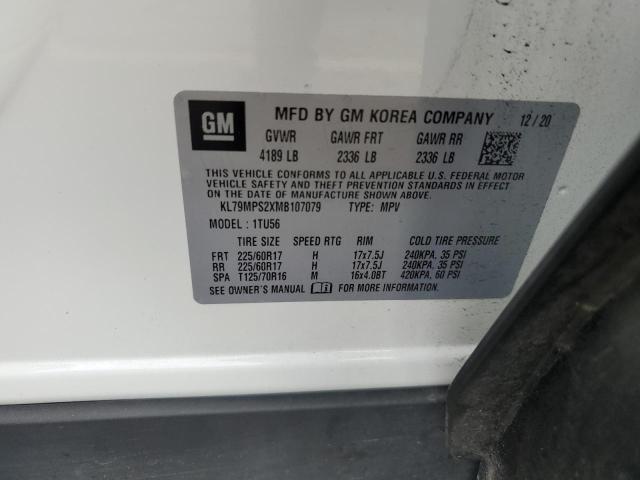 GM
MFD BY GM KOREA COMPANY 12/20
GVWR GAWR FRT GAWR RR
4189 LB 2336 LB 2336 LB
THIS VEHICLE CONFORMS TO ALL APPLICABLE U.S. FEDERAL MOTOR
VEHICLE SAFETY AND THEFT PREVENTION STANDARDS IN EFFECT
ON THE DATE OF MANUFACTURE SHOWN ABOVE.
KL79MPS2XMB107079 TYPE: MPV
MODEL : 1TU56
TIRE SIZE SPEED RTG RIM COLD TIRE PRESSURE
FRT 225/60R17 H 17x7.5J 240KPA. 35 PSI
RR 225/60R17 H 17x7.5J 240KPA. 35 PSI
SPA T125/70R16 M 16x4.0BT 420KPA. 60 PSI
SEE OWNER'S MANUAL FOR MORE INFORMATION.